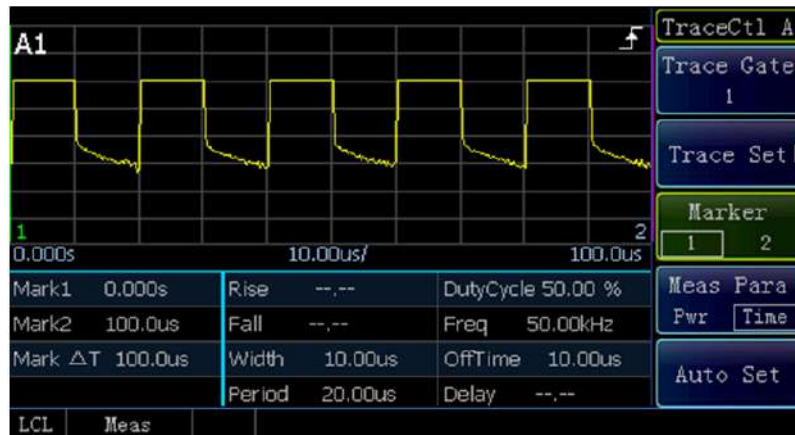 A1
TraceCtl A
Trace Gate
1
Trace Set
Marker
1 2
Meas Para
Pwr Time
Auto Set
1 2
0.000s 10.00us/ 100.0us
Mark1 0.000s Rise --.-- DutyCycle 50.00 %
Mark2 100.0us Fall --.-- Freq 50.00kHz
Mark △T 100.0us Width 10.00us OffTime 10.00us
Period 20.00us Delay --.--
LCL Meas